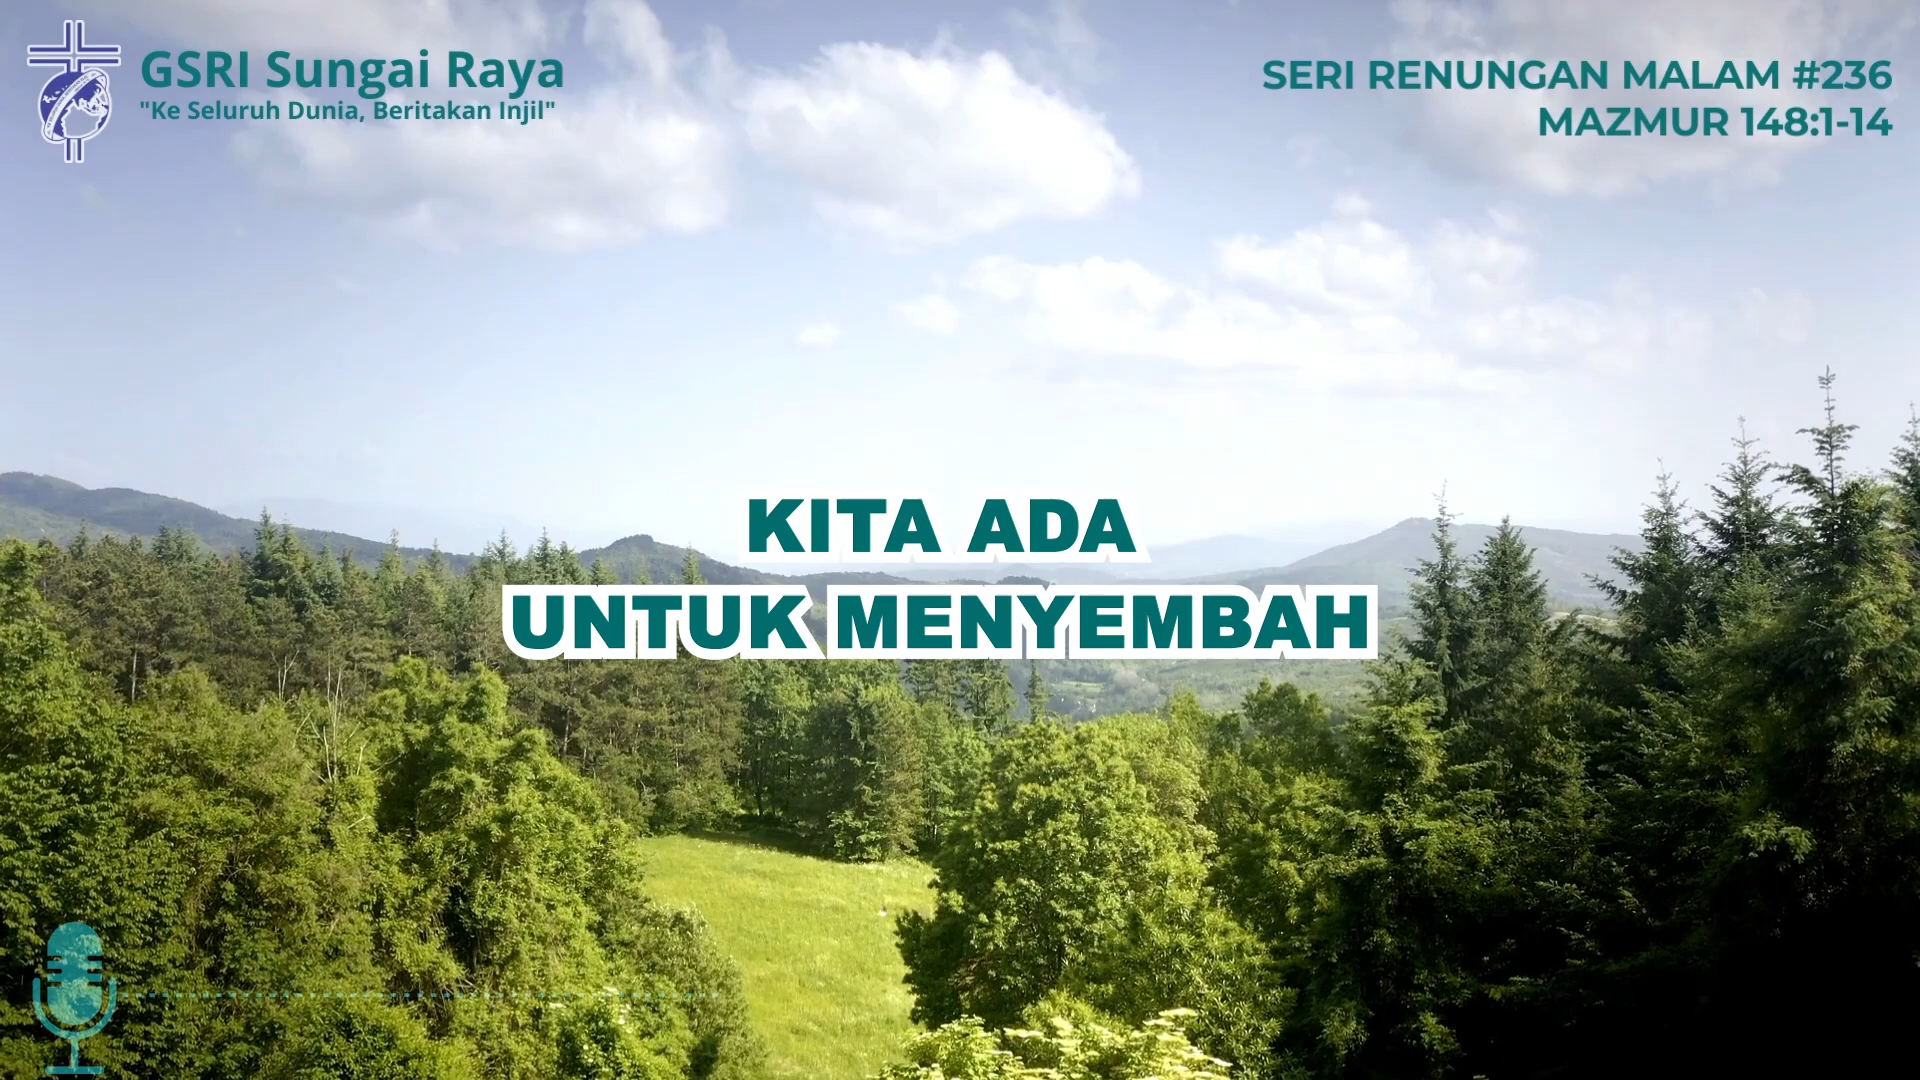 GSRI Sungai Raya
"Ke Seluruh Dunia, Beritakan Injil"
SERI RENUNGAN MALAM #236
MAZMUR 148:1-14
KITA ADA
UNTUK MENYEMBAH